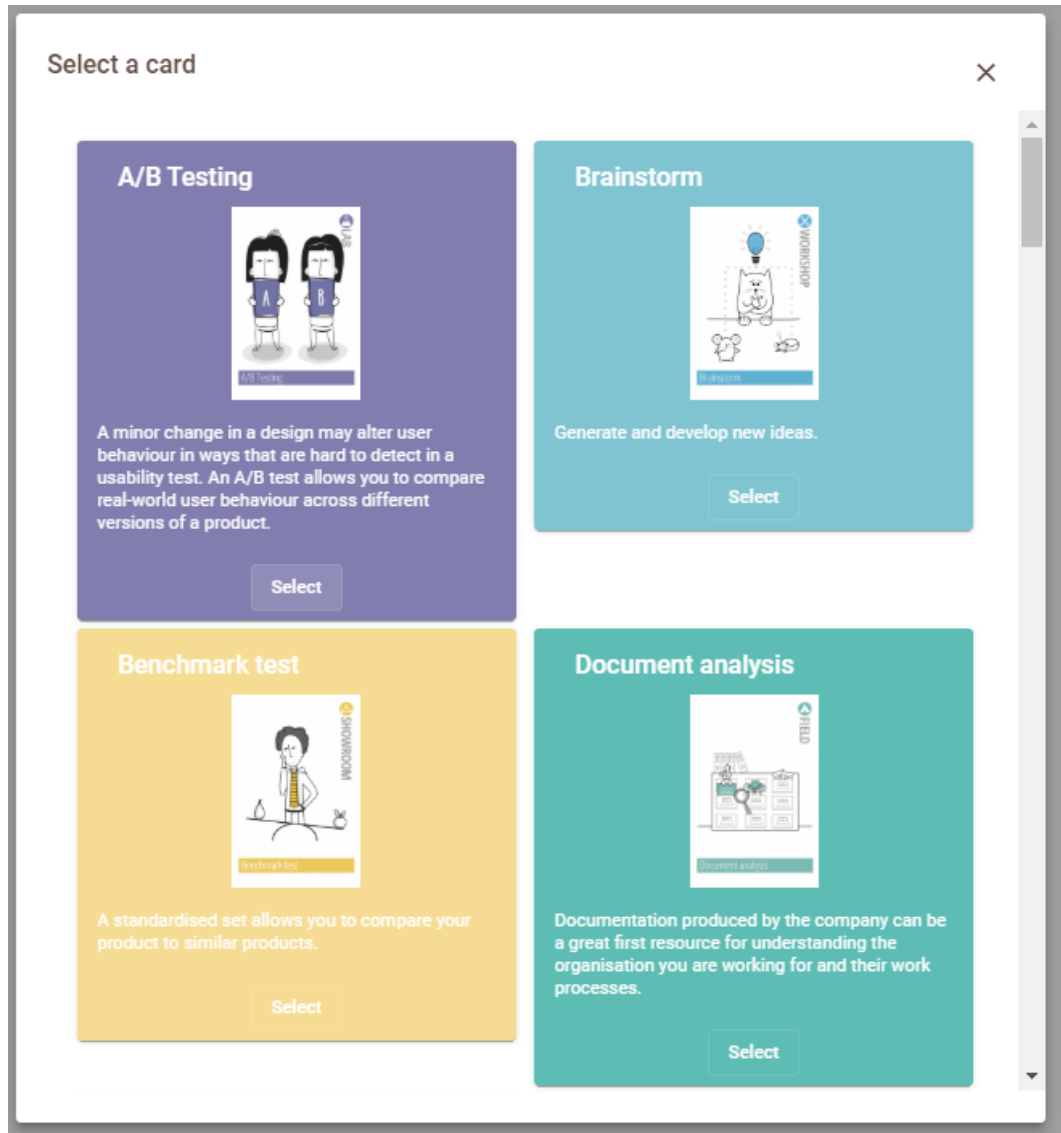 Select a card
A/B Testing
LAB
A
B
A/B Testing
A minor change in a design may alter user
behaviour in ways that are hard to detect in a
usability test. An A/B test allows you to compare
real-world user behaviour across different
versions of a product.
Select
Brainstorm
WORKSHOP
Brainstorm
Generate and develop new ideas.
Select
Benchmark test
SHOWROOM
Benchmark test
A standardised set allows you to compare your
product to similar products.
Select
Document analysis
FIELD
Document analysis
Documentation produced by the company can be
a great first resource for understanding the
organisation you are working for and their work
processes.
Select